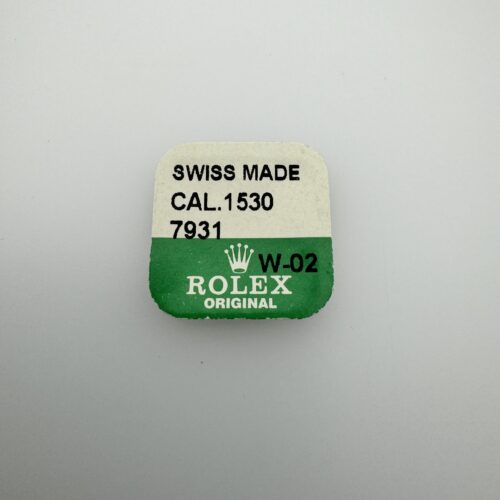 SWISS MADE
CAL.1530
7931
W-02
ROLEX
ORIGINAL